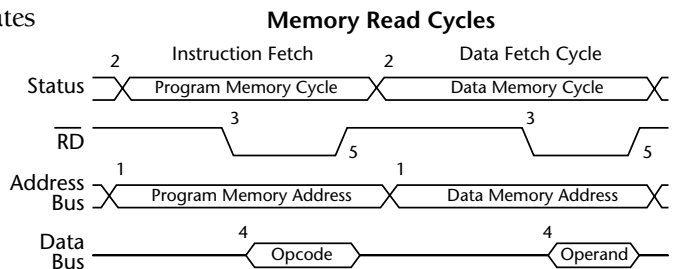 ates
Memory Read Cycles
Instruction Fetch Data Fetch Cycle
2 2
Status Program Memory Cycle Data Memory Cycle
3 3
RD
5 5
1 1
Address Bus Program Memory Address Data Memory Address
4 4
Data Bus Opcode Operand